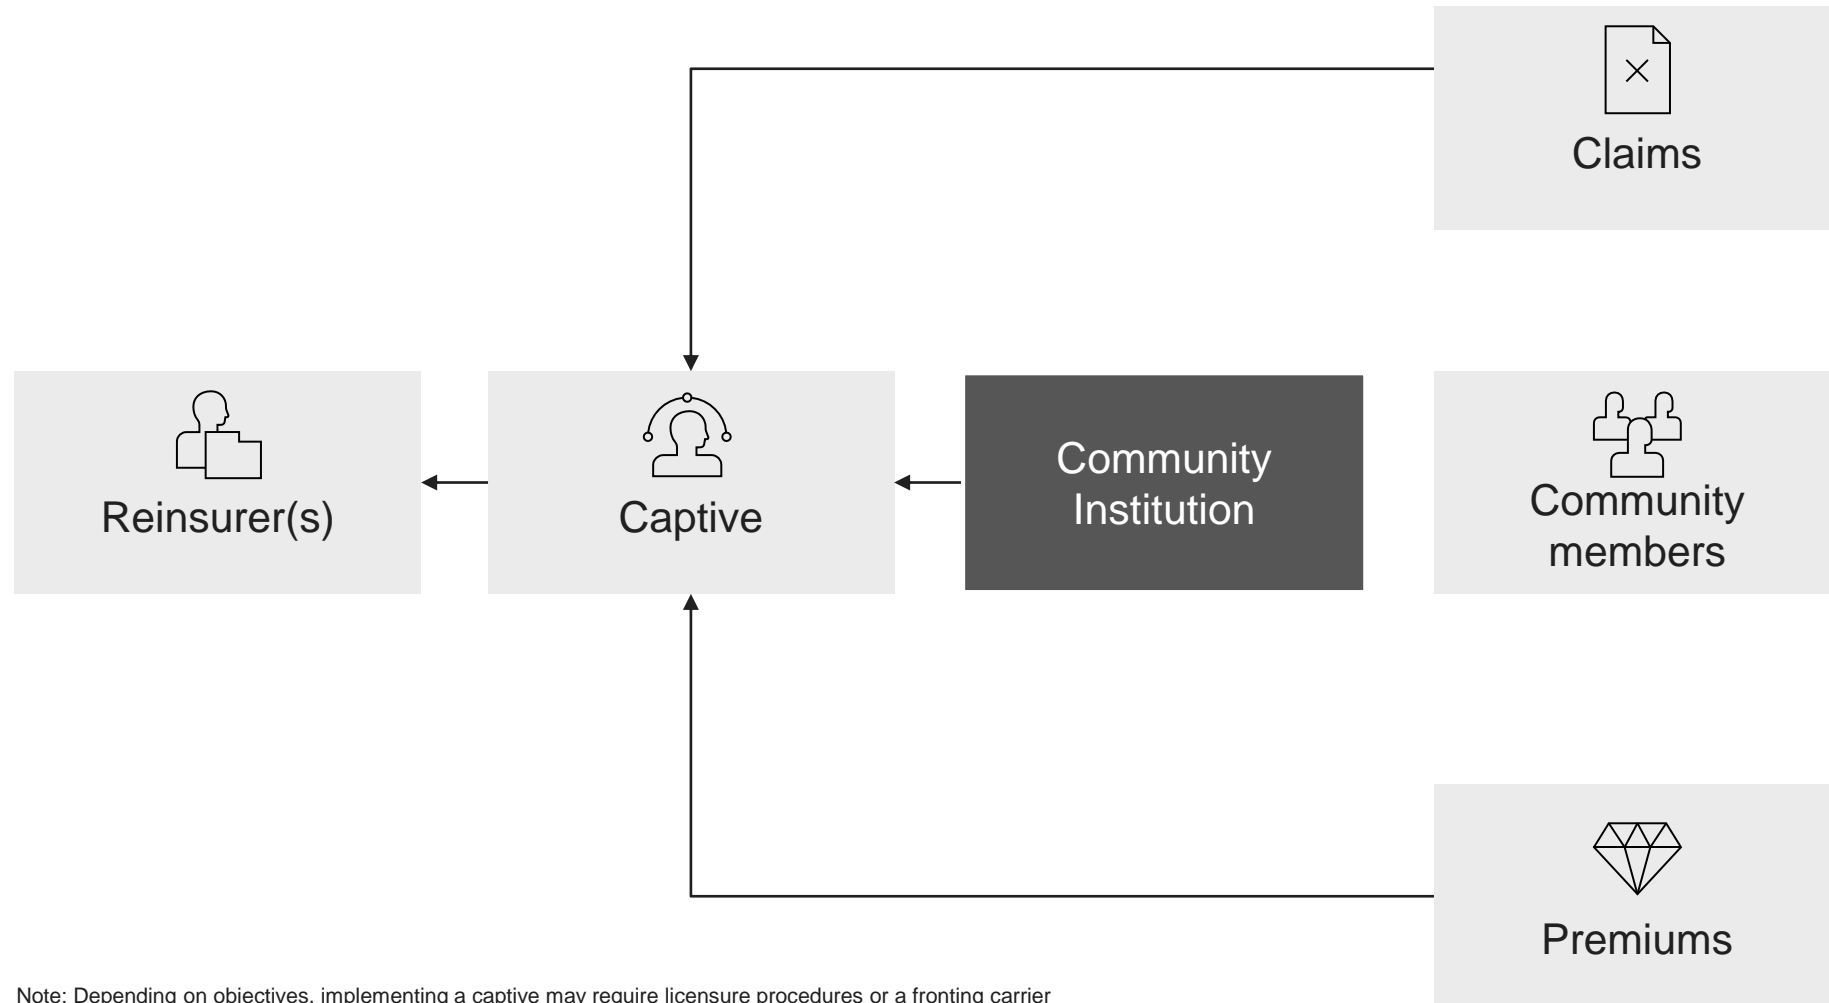 Claims
Reinsurer(s)
Captive
Community
Institution
Community
members
Premiums
Note: Depending on objectives, implementing a captive may require licensure procedures or a fronting carrier